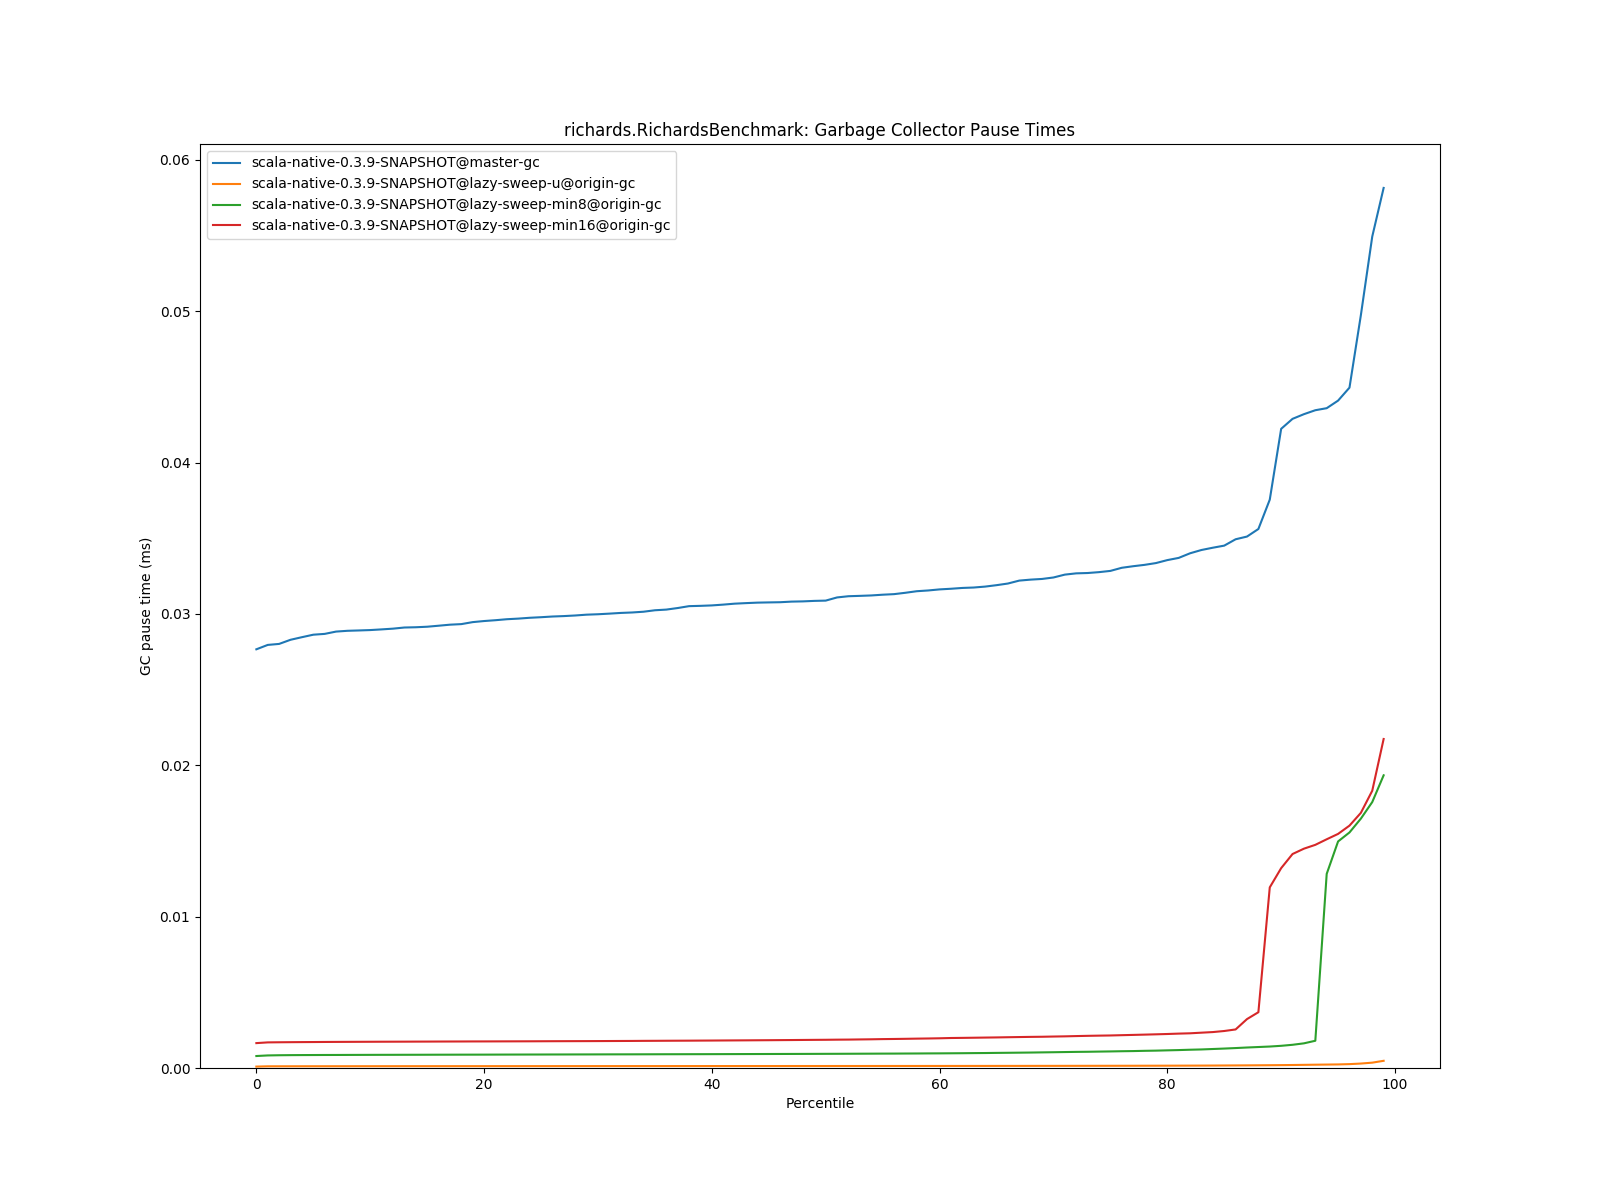 richards.RichardsBenchmark: Garbage Collector Pause Times
scala-native-0.3.9-SNAPSHOT@master-gc
scala-native-0.3.9-SNAPSHOT@lazy-sweep-u@origin-gc
scala-native-0.3.9-SNAPSHOT@lazy-sweep-min8@origin-gc
scala-native-0.3.9-SNAPSHOT@lazy-sweep-min16@origin-gc
GC pause time (ms)
0.06
0.05
0.04
0.03
0.02
0.01
0.00
0 20 40 60 80 100
Percentile